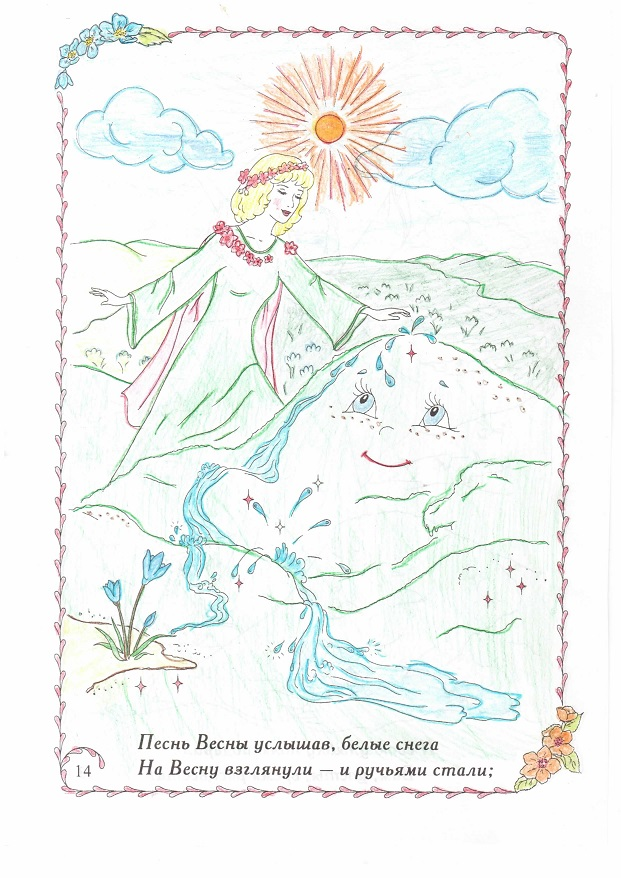 Песнь Весны услышав, белые снега
На Весну взглянули — и ручьями стали;
14